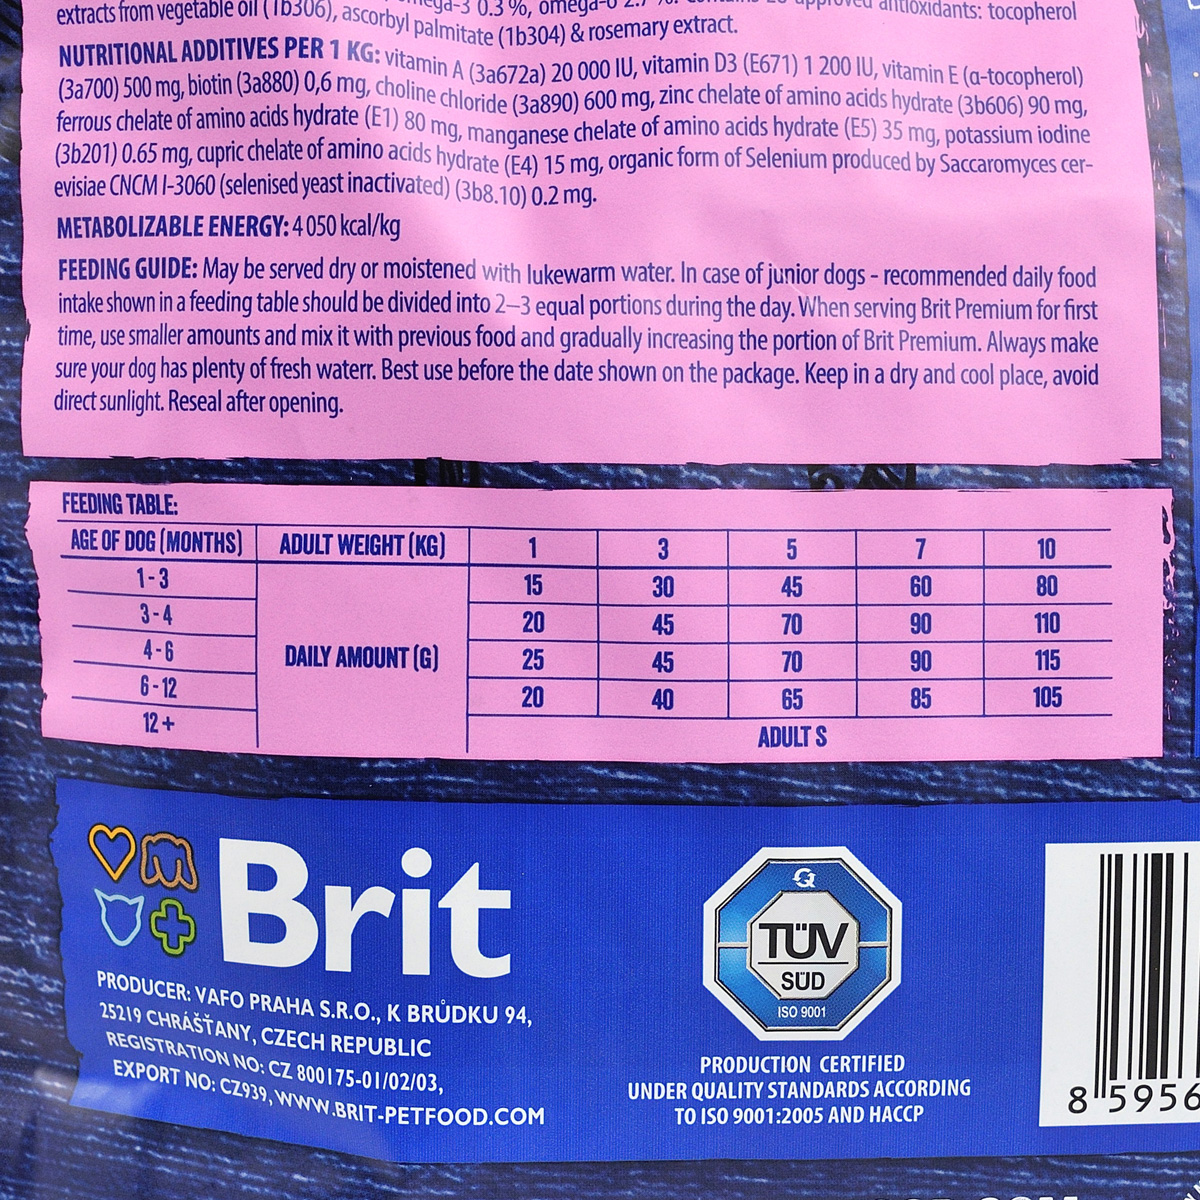 extracts from vegetable oil (1b306), ascorbyl palmitate (1b304) & rosemary extract.
omega-3 0.3 %, approved antioxidants: tocopherol
NUTRITIONAL ADDITIVES PER 1 KG: vitamin A (3a672a) 20 000 IU, vitamin D3 (E671) 1 200 IU, vitamin E (α-tocopherol)
(3a700) 500 mg, biotin (3a880) 0,6 mg, choline chloride (3a890) 600 mg, zinc chelate of amino acids hydrate (3b606) 90 mg,
ferrous chelate of amino acids hydrate (E1) 80 mg, manganese chelate of amino acids hydrate (E5) 35 mg, potassium iodine
(3b201) 0.65 mg, cupric chelate of amino acids hydrate (E4) 15 mg, organic form of Selenium produced by Saccaromyces cer-
evisiae CNCM I-3060 (selenised yeast inactivated) (3b8.10) 0.2 mg.
METABOLIZABLE ENERGY: 4 050 kcal/kg
FEEDING GUIDE: May be served dry or moistened with lukewarm water. In case of junior dogs - recommended daily food
intake shown in a feeding table should be divided into 2–3 equal portions during the day. When serving Brit Premium for first
time, use smaller amounts and mix it with previous food and gradually increasing the portion of Brit Premium. Always make
sure your dog has plenty of fresh waterr. Best use before the date shown on the package. Keep in a dry and cool place, avoid
direct sunlight. Reseal after opening.
FEEDING TABLE:
AGE OF DOG (MONTHS) ADULT WEIGHT (KG) 1 3 5 7 10
1 - 3 15 30 45 60 80
3 - 4 20 45 70 90 110
4 - 6 DAILY AMOUNT (G) 25 45 70 90 115
6 - 12 20 40 65 85 105
12 + ADULT S
Brit
PRODUCER: VAFO PRAHA S.R.O., K BRŮDKU 94,
25219 CHRÁŠŤANY, CZECH REPUBLIC
REGISTRATION NO: CZ 800175-01/02/03,
EXPORT NO: CZ939, WWW.BRIT-PETFOOD.COM
TÜV
SÜD
ISO 9001
PRODUCTION CERTIFIED
UNDER QUALITY STANDARDS ACCORDING
TO ISO 9001:2005 AND HACCP
8 5956